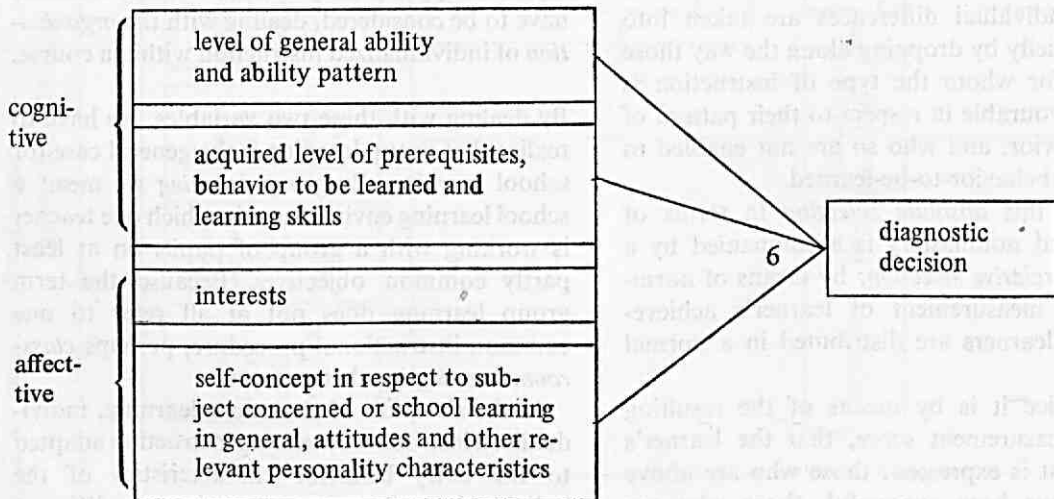 level of general ability
and ability pattern
cogni-
tive
acquired level of prerequisites,
behavior to be learned and
learning skills
6
diagnostic
decision
interests
affect-
tive
self-concept in respect to sub-
ject concerned of school learning
in general, attitudes and other re-
levant personality characteristics